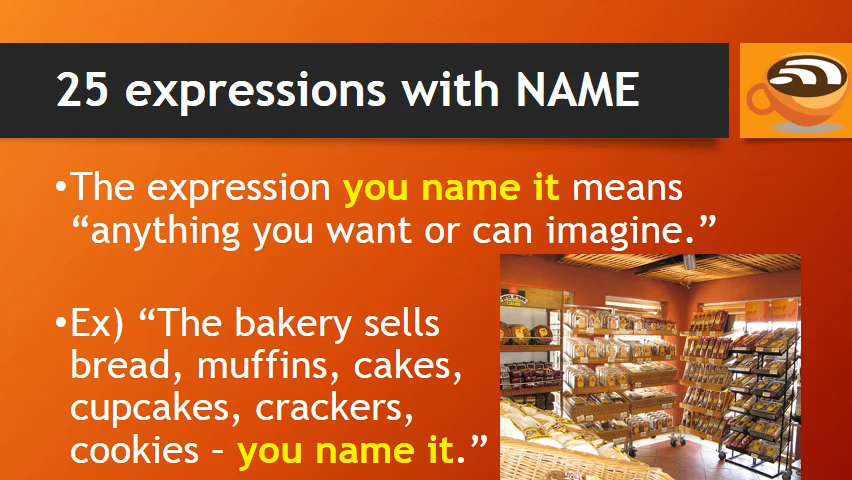 25 expressions with NAME
•The expression you name it means
“anything you want or can imagine.”
•Ex) “The bakery sells
bread, muffins, cakes,
cupcakes, crackers,
cookies – you name it.”